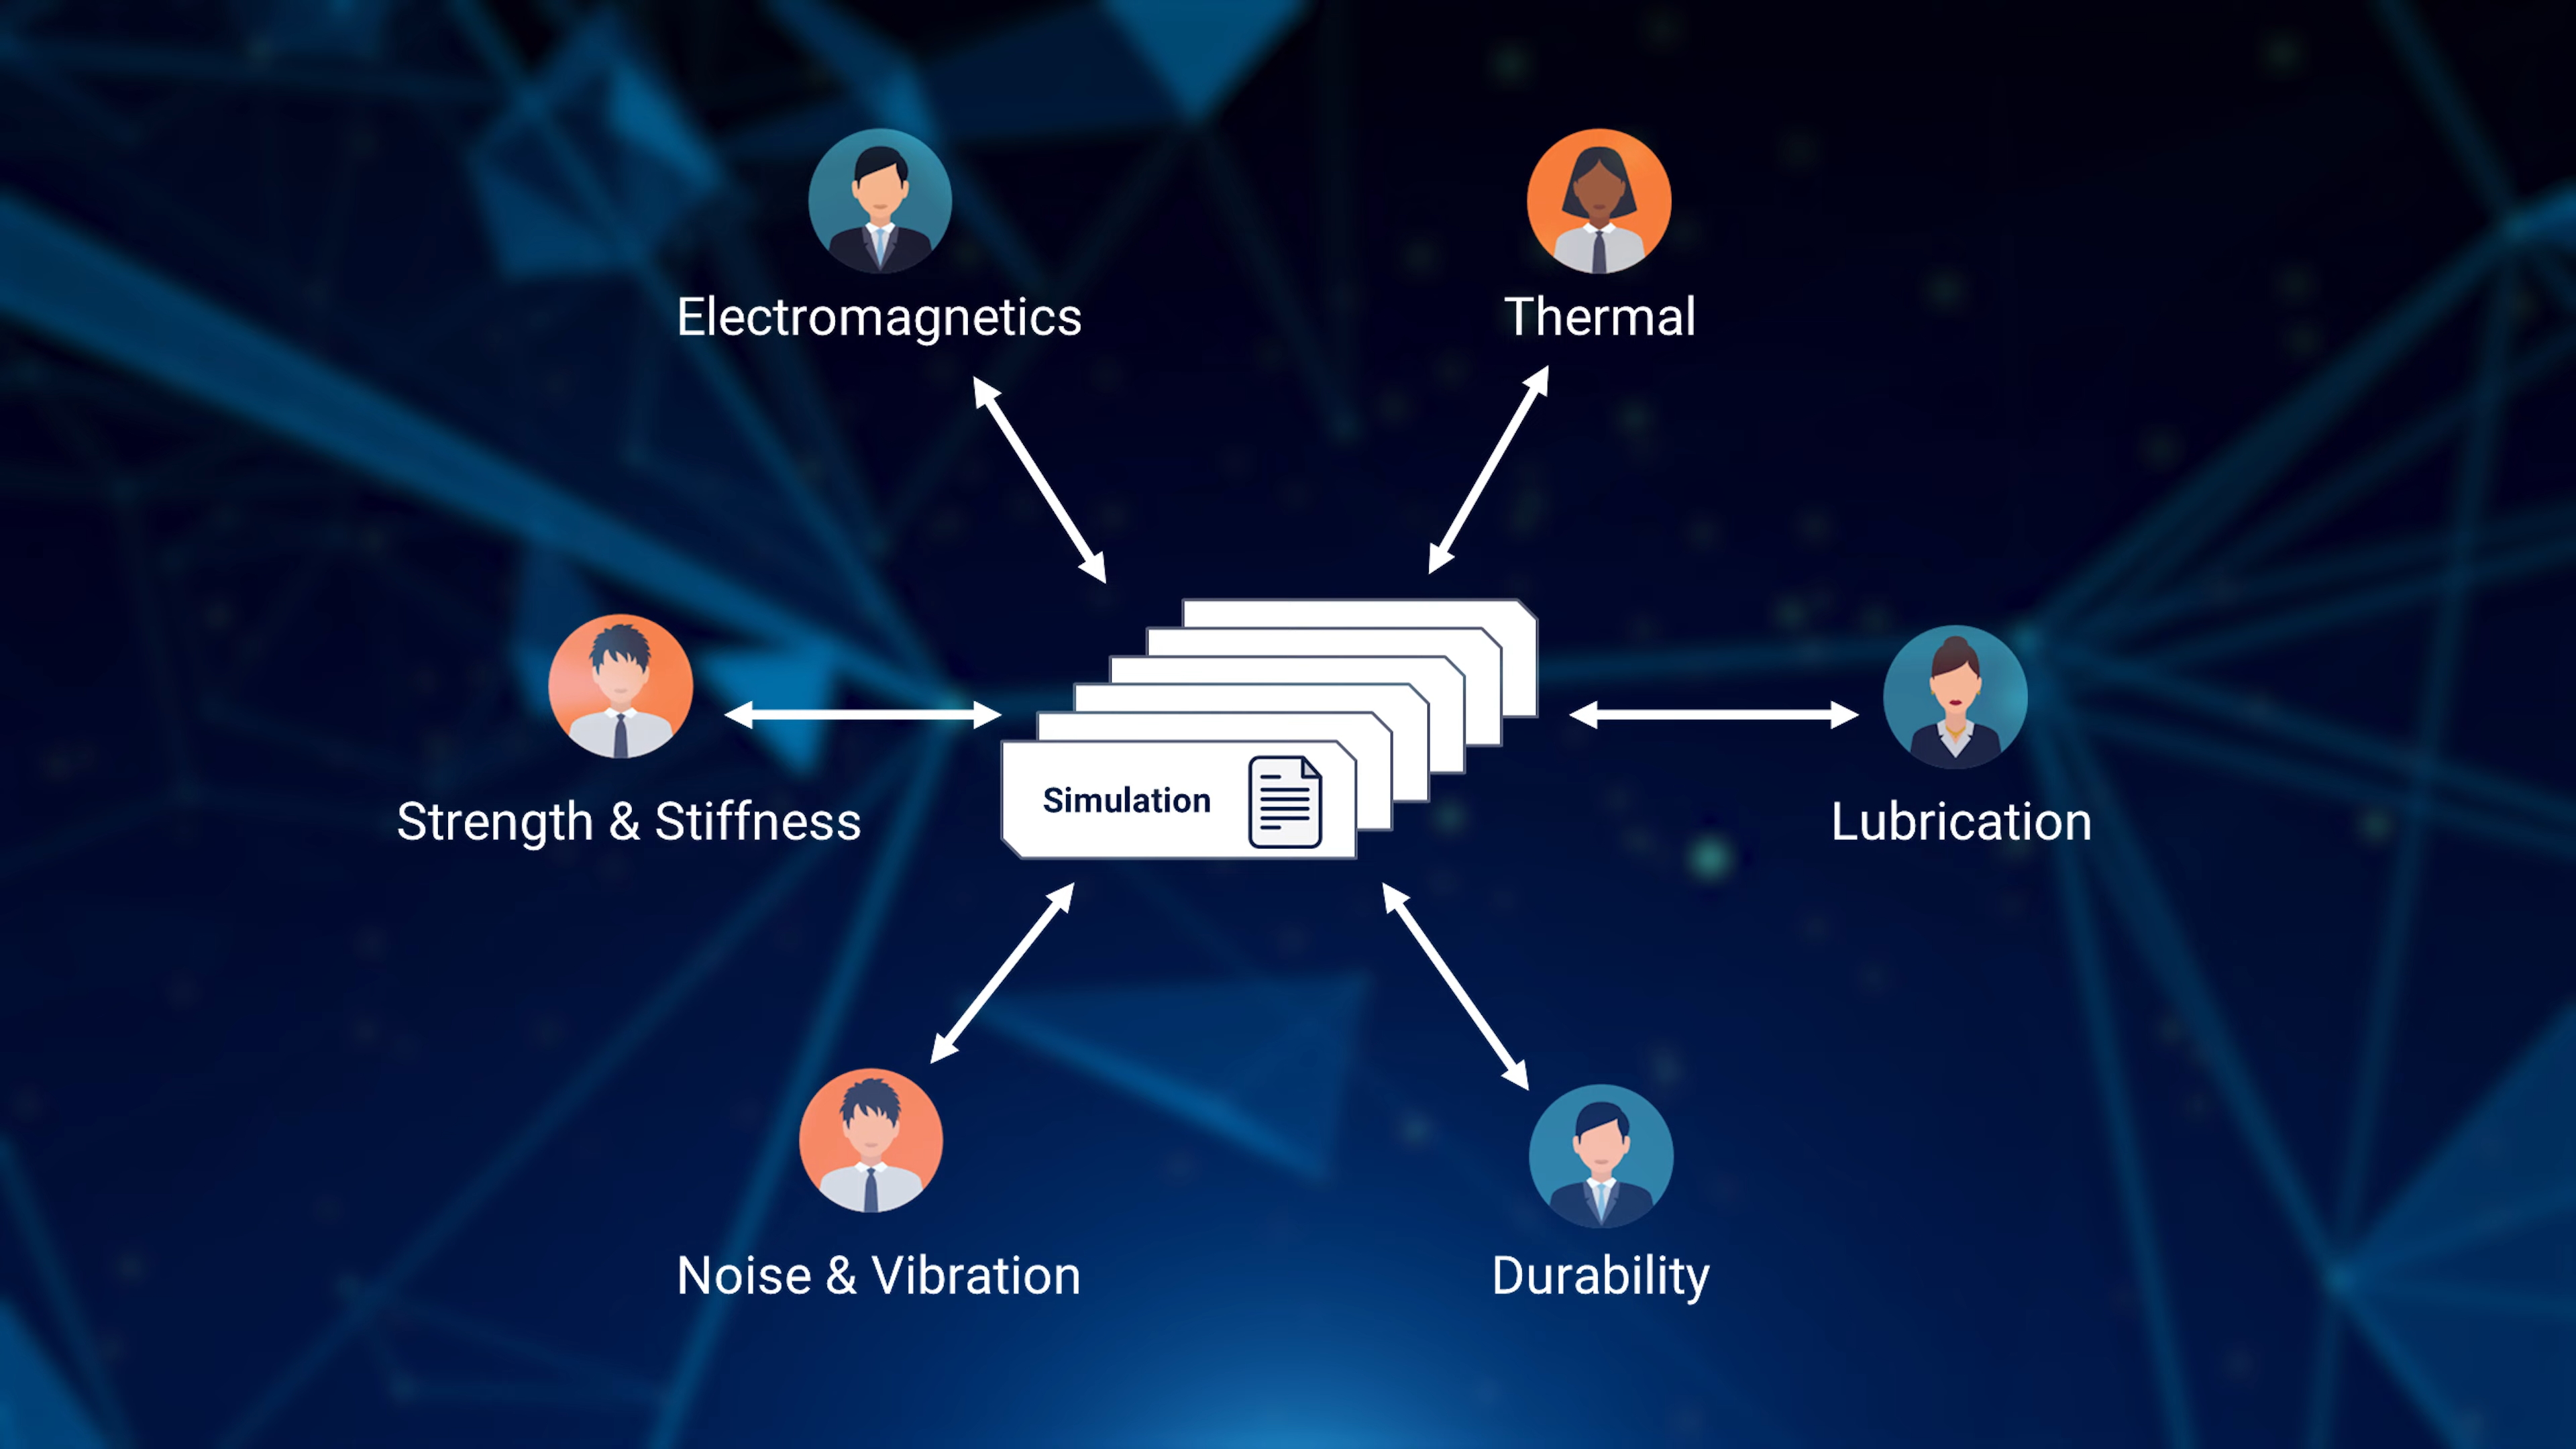 Electromagnetics
Thermal
Strength & Stiffness
Simulation
Lubrication
Noise & Vibration
Durability